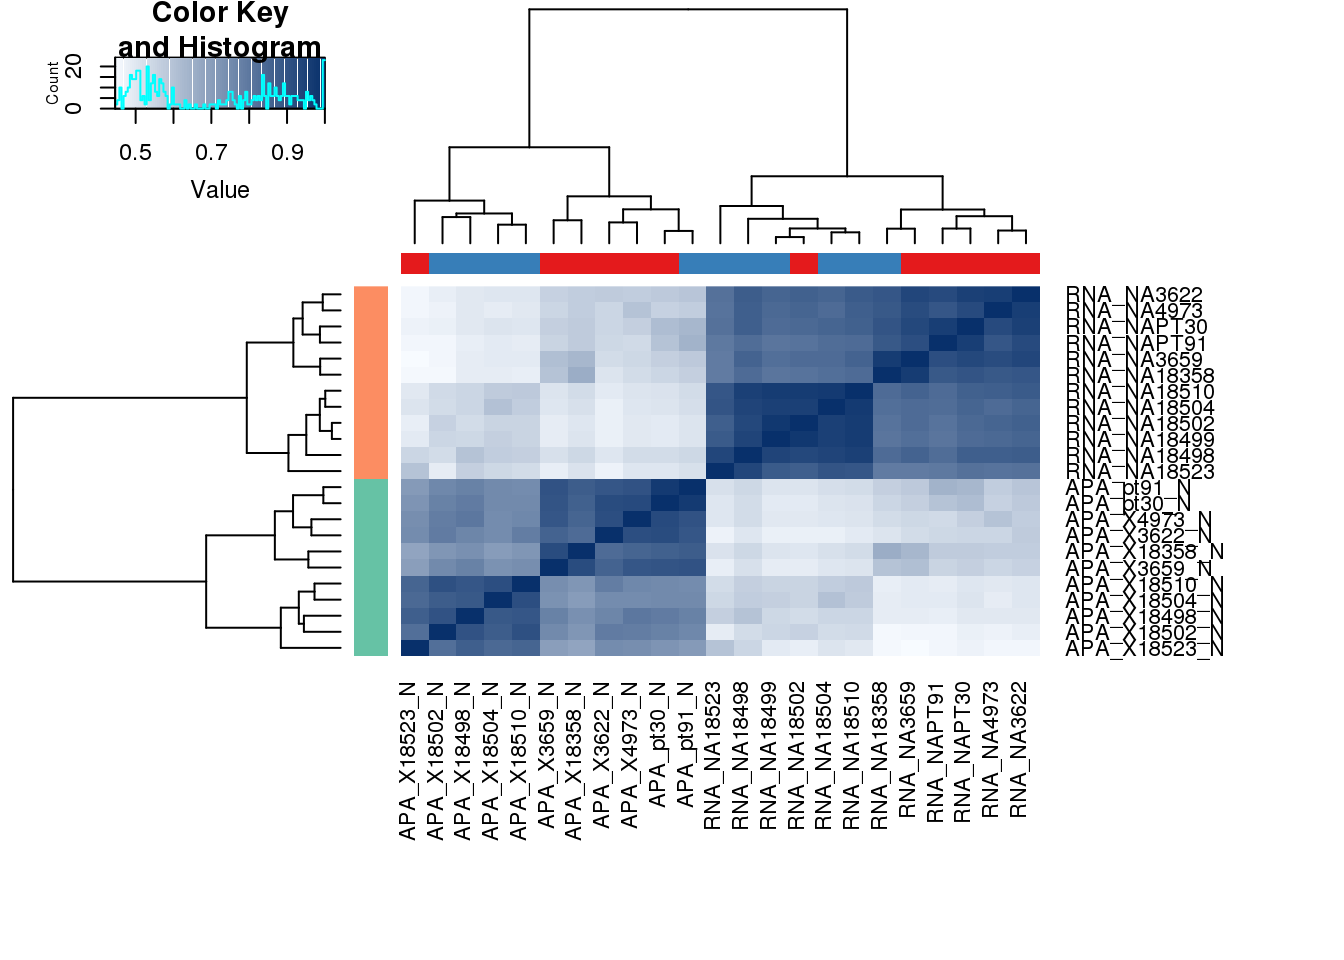 Color Key
and Histogram
Count
0
20
0.5 0.7 0.9
Value
RNA_NA3622
RNA_NA4973
RNA_NAPT30
RNA_NAPT91
RNA_NA3659
RNA_NA18358
RNA_NA18510
RNA_NA18504
RNA_NA18502
RNA_NA18499
RNA_NA18498
RNA_NA18523
APA_pt91_N
APA_pt30_N
APA_X4973_N
APA_X3622_N
APA_X18358_N
APA_X3659_N
APA_X18510_N
APA_X18504_N
APA_X18498_N
APA_X18502_N
APA_X18523_N
APA_X18523_N
APA_X18502_N
APA_X18498_N
APA_X18504_N
APA_X18510_N
APA_X3659_N
APA_X18358_N
APA_X3622_N
APA_X4973_N
APA_pt30_N
APA_pt91_N
RNA_NA18523
RNA_NA18498
RNA_NA18499
RNA_NA18502
RNA_NA18504
RNA_NA18510
RNA_NA18358
RNA_NA3659
RNA_NAPT91
RNA_NAPT30
RNA_NA4973
RNA_NA3622